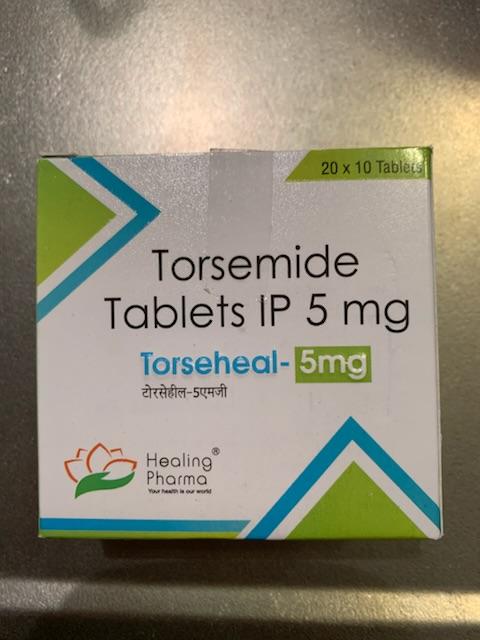 20 x 10 Tablets
Torsemide
Tablets IP 5 mg
Torseheal-5mg
टोरसेहील-5एमजी
Healing®
Pharma
Your health is our world